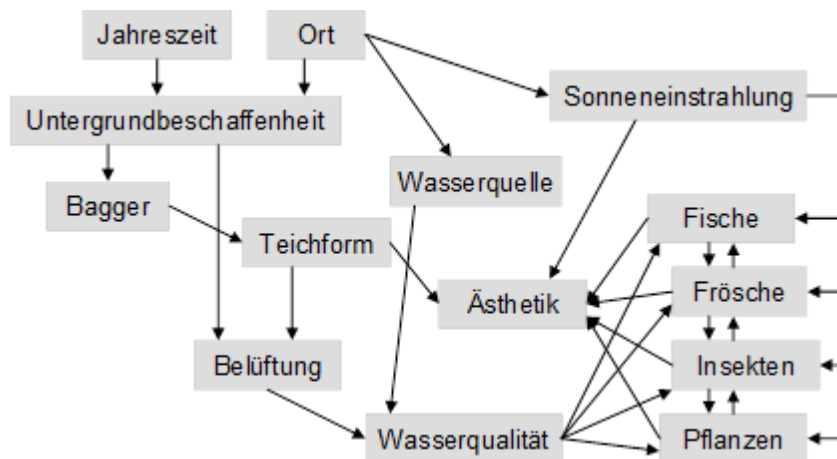 Jahreszeit
Ort
Sonneneinstrahlung
Untergrundbeschaffenheit
Wasserquelle
Bagger
Fische
Teichform
Frösche
Ästhetik
Belüftung
Insekten
Wasserqualität
Pflanzen